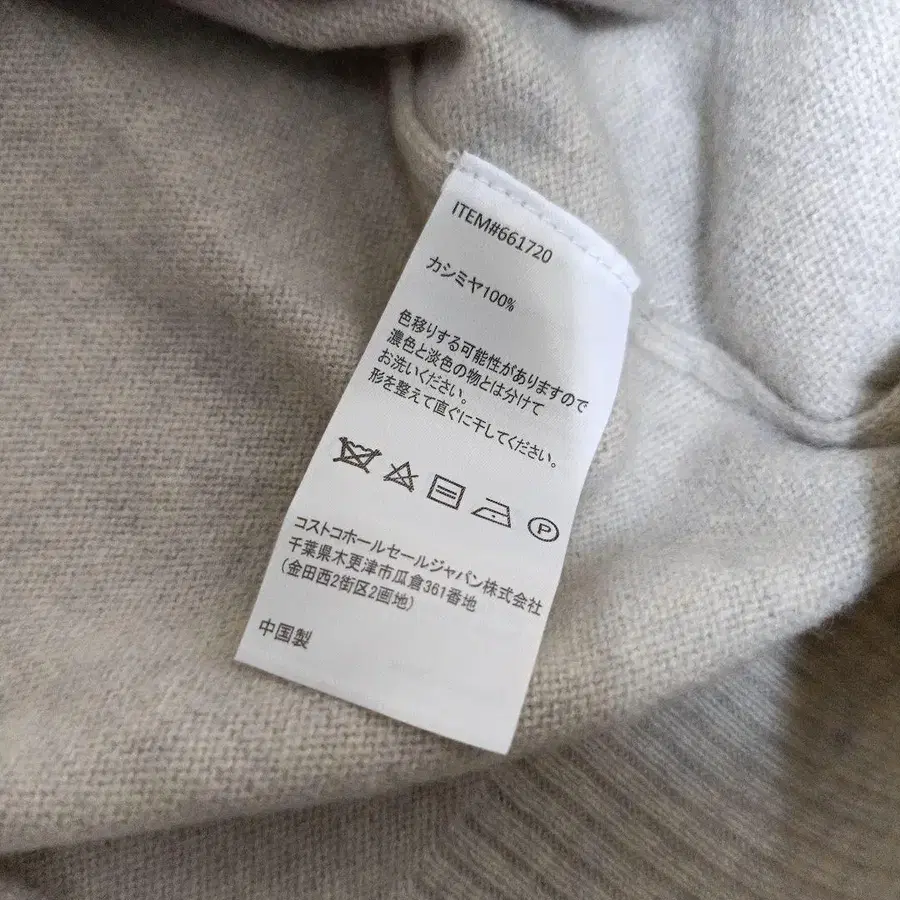 ITEM#661720
カシミヤ100%
色移りする可能性がありますので
濃色と淡色の物とは分けて
お洗いください。
形を整えて直ぐに干してください。
P
コストコホールセールジャパン株式会社
千葉県木更津市瓜倉361番地
(金田西2街区2画地)
中国製